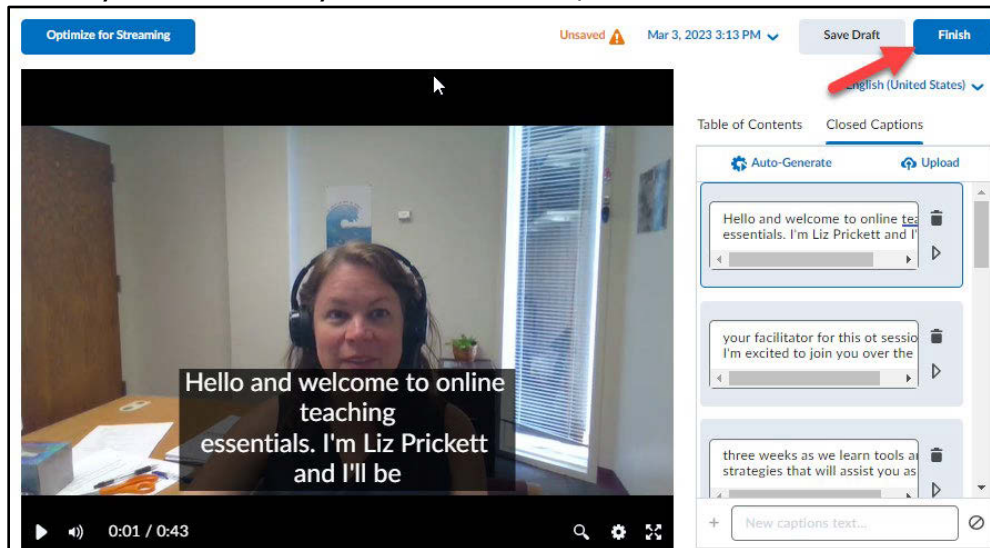 Optimize for Streaming
Unsaved
Mar 3, 2023 3:13 PM
Save Draft
Finish
English (United States)
Table of Contents
Closed Captions
Auto-Generate
Upload
Hello and welcome to online tea
essentials. I'm Liz Prickett and I'
your facilitator for this ot sessio
I'm excited to join you over the
three weeks as we learn tools
strategies that will assist you as
New captions text...
Hello and welcome to online
teaching
essentials. I'm Liz Prickett
and I'll be
0:01 / 0:43